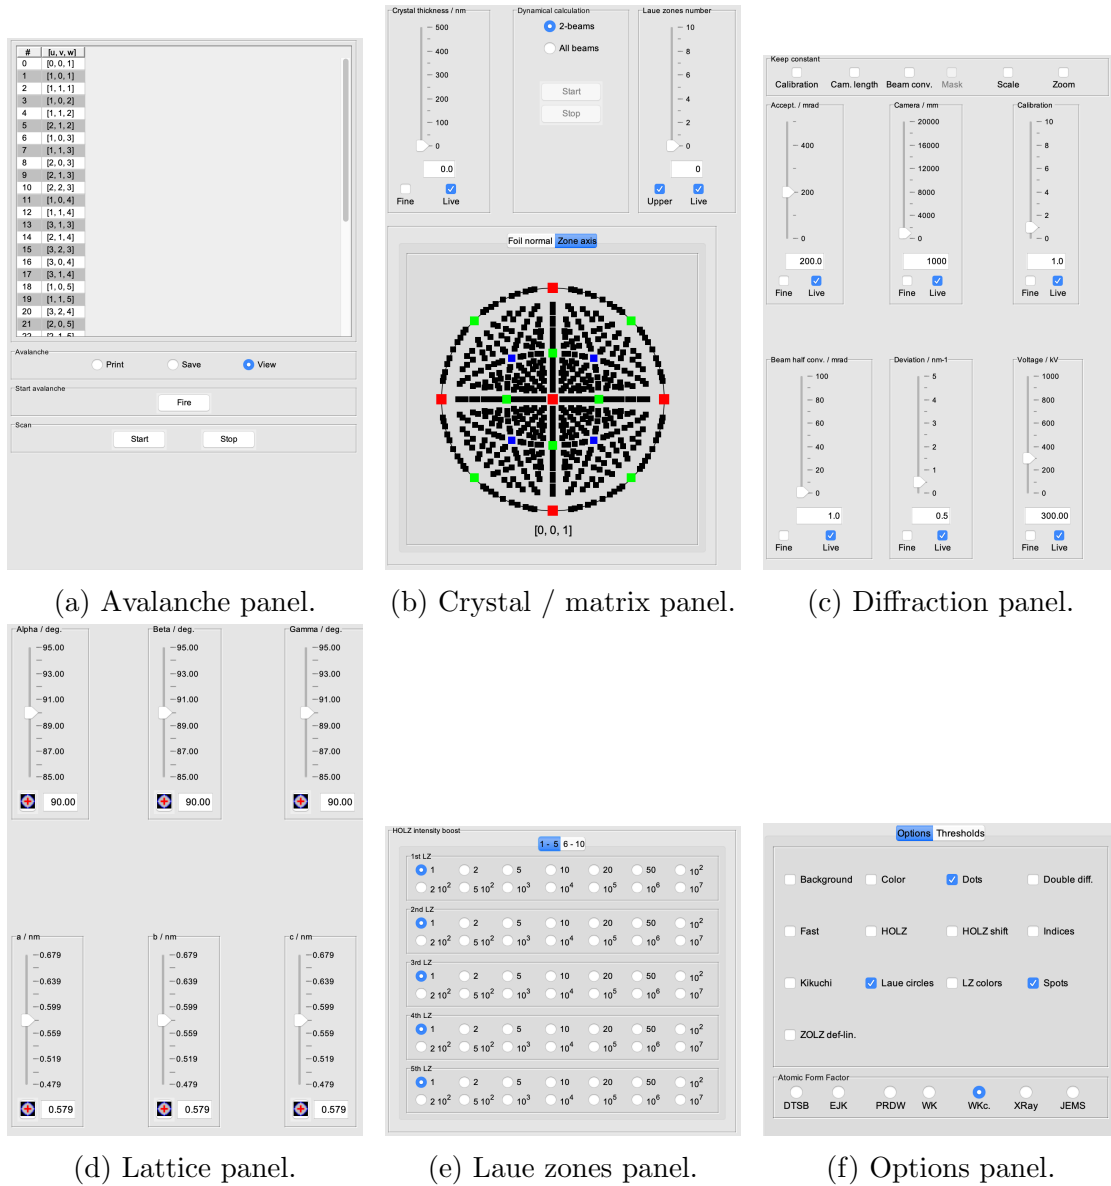 # [u, v, w]
0 [0, 0, 1]
1 [1, 0, 1]
2 [1, 1, 1]
3 [1, 0, 2]
4 [1, 1, 2]
5 [2, 1, 2]
6 [1, 0, 3]
7 [1, 1, 3]
8 [2, 0, 3]
9 [2, 1, 3]
10 [2, 2, 3]
11 [1, 0, 4]
12 [1, 1, 4]
13 [3, 1, 3]
14 [2, 1, 4]
15 [3, 2, 3]
16 [3, 0, 4]
17 [3, 1, 4]
18 [1, 0, 5]
19 [1, 1, 5]
20 [3, 2, 4]
21 [2, 0, 5]
22 [2, 1, 5]
Avalanche
Print Save View
Start avalanche
Fire
Scan
Start Stop
(a) Avalanche panel.
Crystal thickness / nm
500
400
300
200
100
0
0.0
Fine Live
Dynamical calculation
2-beams
All beams
Start
Stop
Laue zones number
10
8
6
4
2
0
0
Upper Live
Foil normal Zone axis
[0, 0, 1]
(b) Crystal / matrix panel.
Keep constant
Calibration Cam. length Beam conv. Mask Scale Zoom
Accept. / mrad
400
200
0
200.0
Fine Live
Camera / mm
20000
16000
12000
8000
4000
0
1000
Fine Live
Calibration
10
8
6
4
2
0
1.0
Fine Live
Beam half conv. / mrad
100
80
60
40
20
0
1.0
Fine Live
Deviation / nm-1
5
4
3
2
1
0
0.5
Fine Live
Voltage / kV
1000
800
600
400
200
0
300.00
Fine Live
(c) Diffraction panel.
Alpha / deg.
95.00
93.00
91.00
89.00
87.00
85.00
90.00
Beta / deg.
95.00
93.00
91.00
89.00
87.00
85.00
90.00
Gamma / deg.
95.00
93.00
91.00
89.00
87.00
85.00
90.00
a / nm
0.679
0.639
0.599
0.559
0.519
0.479
0.579
b / nm
0.679
0.639
0.599
0.559
0.519
0.479
0.579
c / nm
0.679
0.639
0.599
0.559
0.519
0.479
0.579
(d) Lattice panel.
HOLZ intensity boost
1 - 5 6 - 10
1st LZ
1 2 5 10 20 50 10²
2 10² 5 10² 10³ 10⁴ 10⁵ 10⁶ 10⁷
2nd LZ
1 2 5 10 20 50 10²
2 10² 5 10² 10³ 10⁴ 10⁵ 10⁶ 10⁷
3rd LZ
1 2 5 10 20 50 10²
2 10² 5 10² 10³ 10⁴ 10⁵ 10⁶ 10⁷
4th LZ
1 2 5 10 20 50 10²
2 10² 5 10² 10³ 10⁴ 10⁵ 10⁶ 10⁷
5th LZ
1 2 5 10 20 50 10²
2 10² 5 10² 10³ 10⁴ 10⁵ 10⁶ 10⁷
(e) Laue zones panel.
Options Thresholds
Background Color Dots Double diff.
Fast HOLZ HOLZ shift Indices
Kikuchi Laue circles LZ colors Spots
ZOLZ def-lin.
Atomic Form Factor
DTSB EJK PRDW WK WKc. XRay JEMS
(f) Options panel.